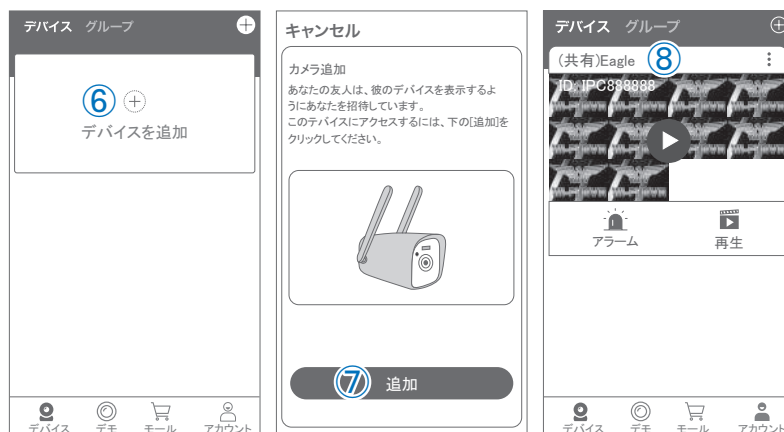 デバイス グループ
⑥
デバイスを追加
デバイス デモ モール アカウント
キャンセル
カメラ追加
あなたの友人は、彼のデバイスを表示するよ
うにあなたを招待しています。
このテバイスにアクセスするには、下の[追加]を
クリックしてください。
⑦ 追加
デバイス グループ
(共有)Eagle ⑧
ID: IPC888888
アラーム 再生
デバイス デモ モール アカウント